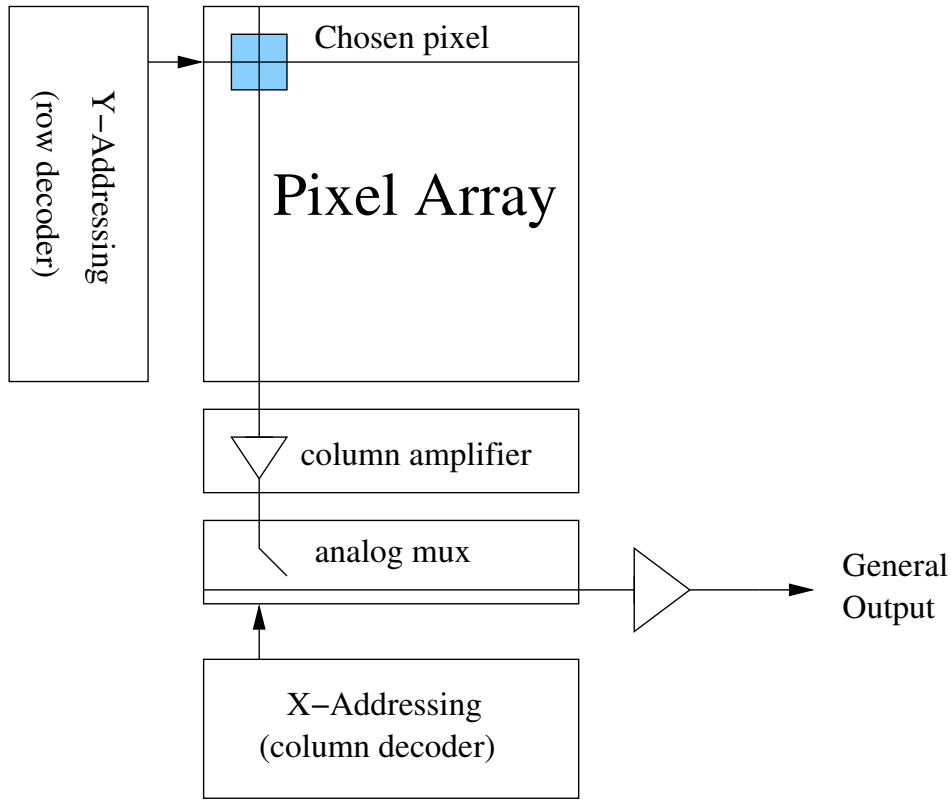 Chosen pixel
Y−Addressing
(row decoder)
Pixel Array
column amplifier
analog mux
General
Output
X−Addressing
(column decoder)